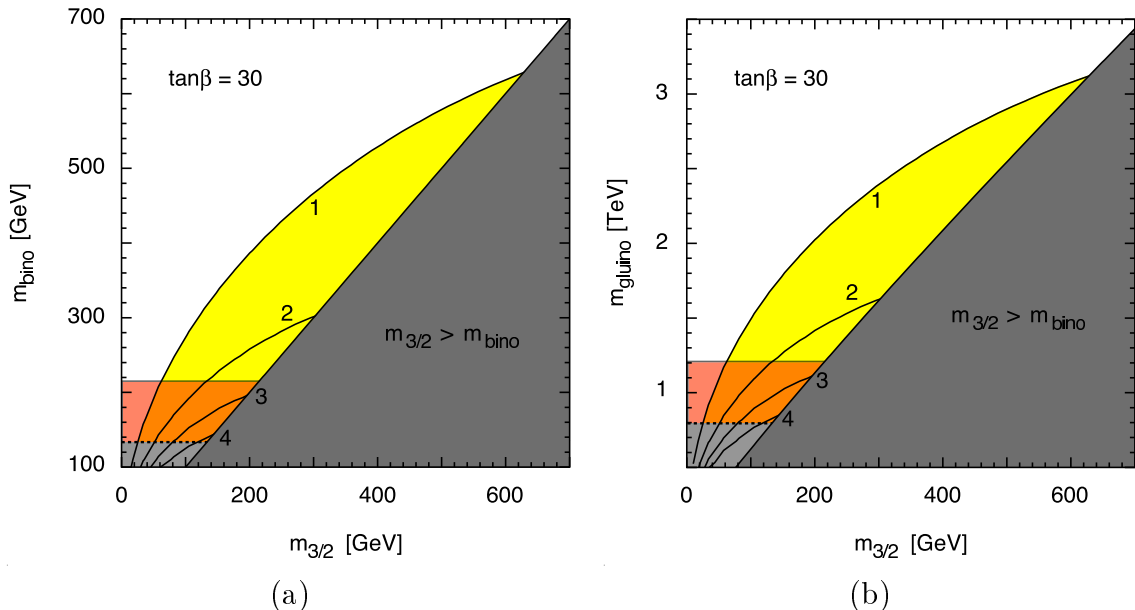 700
500
300
100
m_bino [GeV]
tanβ = 30
1
2
3
4
m_3/2 > m_bino
0
200
400
600
m_3/2 [GeV]
(a)
3
2
1
m_gluino [TeV]
tanβ = 30
1
2
3
4
m_3/2 > m_bino
0
200
400
600
m_3/2 [GeV]
(b)